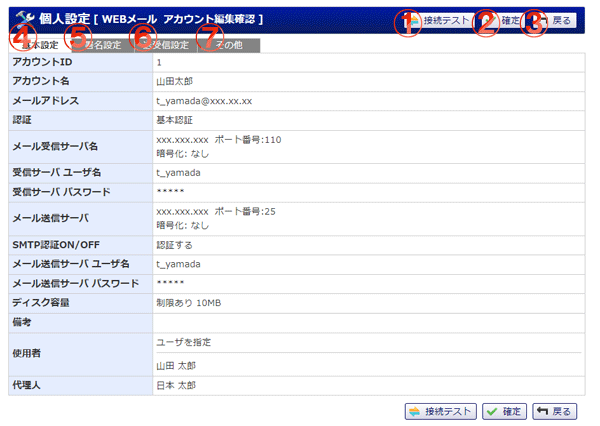 個人設定 [ WEBメール アカウント編集確認 ]
① 接続テスト ② 確定 ③ 戻る
④ 基本設定 ⑤ 署名設定 ⑥ 送受信設定 ⑦ その他
アカウントID 1
アカウント名 山田太郎
メールアドレス t_yamada@xxx.xx.xx
認証 基本認証
メール受信サーバ名 xxx.xxx.xxx ポート番号:110
暗号化: なし
受信サーバ ユーザ名 t_yamada
受信サーバ パスワード *****
メール送信サーバ xxx.xxx.xxx ポート番号:25
暗号化: なし
SMTP認証ON/OFF 認証する
メール送信サーバ ユーザ名 t_yamada
メール送信サーバ パスワード *****
ディスク容量 制限あり 10MB
備考
使用者 ユーザを指定
山田 太郎
代理人 日本 太郎
接続テスト 確定 戻る